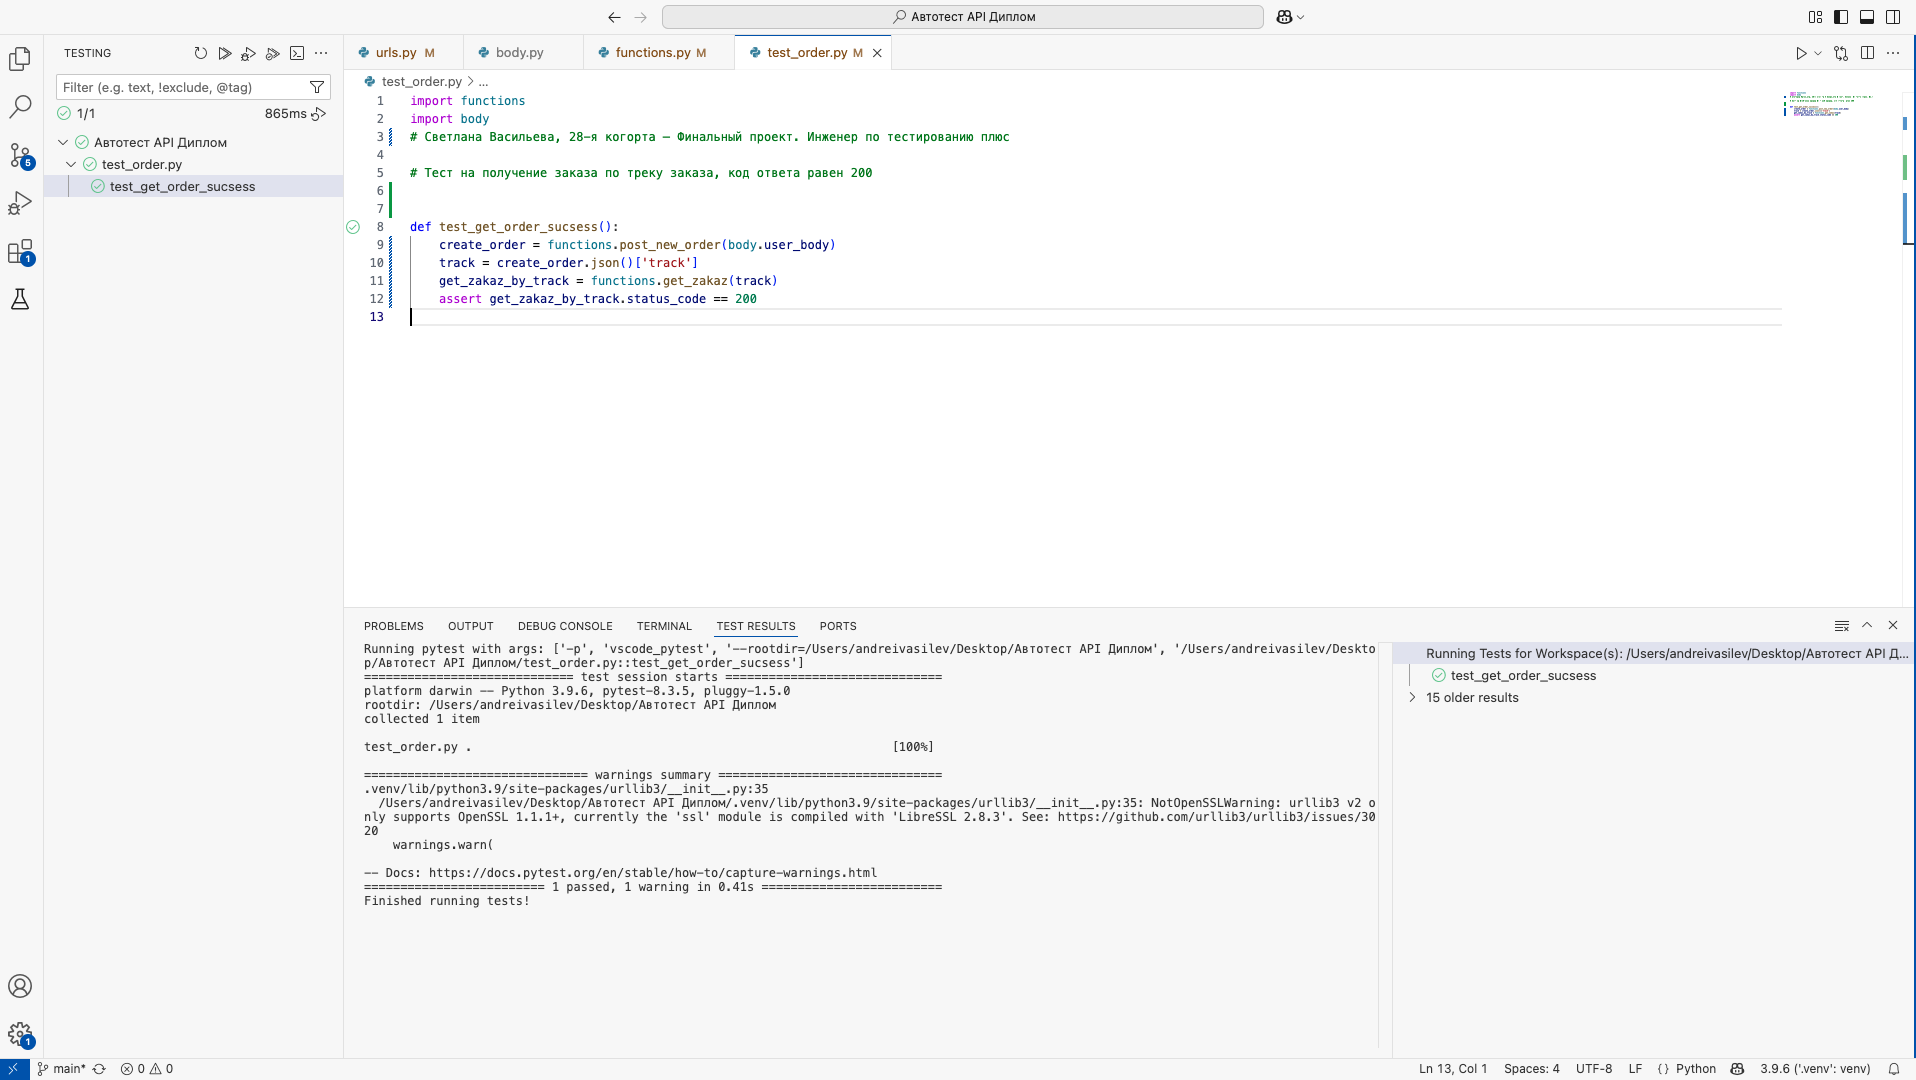 Автотест API Диплом
TESTING
Filter (e.g. text, !exclude, @tag)
1/1
865ms
Автотест API Диплом
test_order.py
test_get_order_sucsess
5
1
1
urls.py M
body.py
functions.py M
test_order.py M
test_order.py > ...
1 import functions
2 import body
3 # Светлана Васильева, 28-я когорта — Финальный проект. Инженер по тестированию плюс
4
5 # Тест на получение заказа по треку заказа, код ответа равен 200
6
7
8 def test_get_order_sucsess():
9 create_order = functions.post_new_order(body.user_body)
10 track = create_order.json()['track']
11 get_zakaz_by_track = functions.get_zakaz(track)
12 assert get_zakaz_by_track.status_code == 200
13
PROBLEMS OUTPUT DEBUG CONSOLE TERMINAL TEST RESULTS PORTS
Running pytest with args: ['-p', 'vscode_pytest', '--rootdir=/Users/andreivasilev/Desktop/Автотест API Диплом', '/Users/andreivasilev/Deskto
p/Автотест API Диплом/test_order.py::test_get_order_sucsess']
============================= test session starts ==============================
platform darwin -- Python 3.9.6, pytest-8.3.5, pluggy-1.5.0
rootdir: /Users/andreivasilev/Desktop/Автотест API Диплом
collected 1 item
test_order.py . [100%]
=============================== warnings summary ===============================
.venv/lib/python3.9/site-packages/urllib3/__init__.py:35
/Users/andreivasilev/Desktop/Автотест API Диплом/.venv/lib/python3.9/site-packages/urllib3/__init__.py:35: NotOpenSSLWarning: urllib3 v2 o
nly supports OpenSSL 1.1.1+, currently the 'ssl' module is compiled with 'LibreSSL 2.8.3'. See: https://github.com/urllib3/urllib3/issues/30
20
warnings.warn(
-- Docs: https://docs.pytest.org/en/stable/how-to/capture-warnings.html
========================= 1 passed, 1 warning in 0.41s =========================
Finished running tests!
Running Tests for Workspace(s): /Users/andreivasilev/Desktop/Автотест API Д...
test_get_order_sucsess
15 older results
main* 0 0
Ln 13, Col 1 Spaces: 4 UTF-8 LF {} Python 3.9.6 ('.venv': venv)